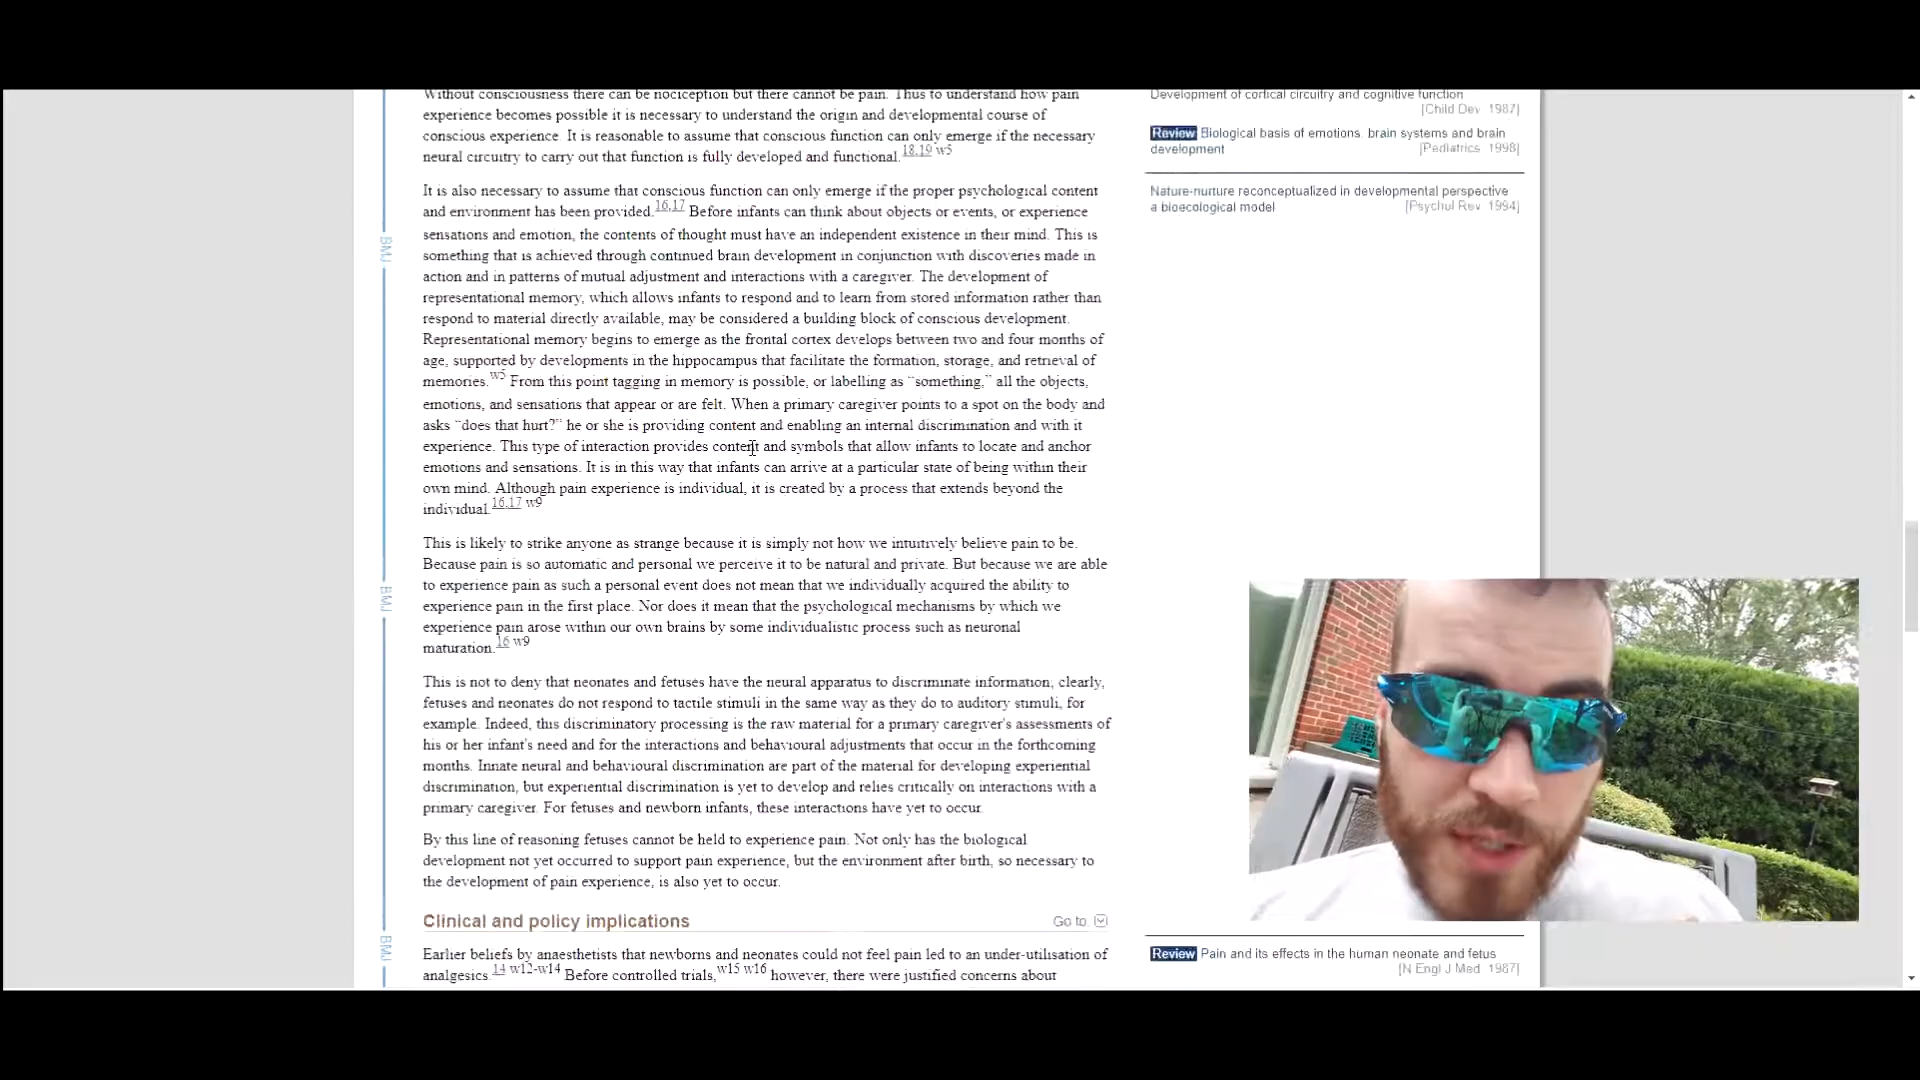 Without consciousness there can be nociception but there cannot be pain. Thus to understand how pain
experience becomes possible it is necessary to understand the origin and developmental course of
conscious experience. It is reasonable to assume that conscious function can only emerge if the necessary
neural circuitry to carry out that function is fully developed and functional.18,19 w5
It is also necessary to assume that conscious function can only emerge if the proper psychological content
and environment has been provided.16,17 Before infants can think about objects or events, or experience
sensations and emotion, the contents of thought must have an independent existence in their mind. This is
something that is achieved through continued brain development in conjunction with discoveries made in
action and in patterns of mutual adjustment and interactions with a caregiver. The development of
representational memory, which allows infants to respond and to learn from stored information rather than
respond to material directly available, may be considered a building block of conscious development.
Representational memory begins to emerge as the frontal cortex develops between two and four months of
age, supported by developments in the hippocampus that facilitate the formation, storage, and retrieval of
memories.w5 From this point tagging in memory is possible, or labelling as “something,” all the objects,
emotions, and sensations that appear or are felt. When a primary caregiver points to a spot on the body and
asks “does that hurt?” he or she is providing content and enabling an internal discrimination and with it
experience. This type of interaction provides content and symbols that allow infants to locate and anchor
emotions and sensations. It is in this way that infants can arrive at a particular state of being within their
own mind. Although pain experience is individual, it is created by a process that extends beyond the
individual.16,17 w9
This is likely to strike anyone as strange because it is simply not how we intuitively believe pain to be.
Because pain is so automatic and personal we perceive it to be natural and private. But because we are able
to experience pain as such a personal event does not mean that we individually acquired the ability to
experience pain in the first place. Nor does it mean that the psychological mechanisms by which we
experience pain arose within our own brains by some individualistic process such as neuronal
maturation.16 w9
This is not to deny that neonates and fetuses have the neural apparatus to discriminate information; clearly,
fetuses and neonates do not respond to tactile stimuli in the same way as they do to auditory stimuli, for
example. Indeed, this discriminatory processing is the raw material for a primary caregiver's assessments of
his or her infant's need and for the interactions and behavioural adjustments that occur in the forthcoming
months. Innate neural and behavioural discrimination are part of the material for developing experiential
discrimination, but experiential discrimination is yet to develop and relies critically on interactions with a
primary caregiver. For fetuses and newborn infants, these interactions have yet to occur.
By this line of reasoning fetuses cannot be held to experience pain. Not only has the biological
development not yet occurred to support pain experience, but the environment after birth, so necessary to
the development of pain experience, is also yet to occur.
Clinical and policy implications
Go to
Earlier beliefs by anaesthetists that newborns and neonates could not feel pain led to an under-utilisation of
analgesics.14 w12-w14 Before controlled trials,w15 w16 however, there were justified concerns about
BMJ
BMJ
BMJ
Development of cortical circuitry and cognitive function
[Child Dev. 1987]
Review Biological basis of emotions: brain systems and brain
development [Pediatrics. 1998]
Nature-nurture reconceptualized in developmental perspective:
a bioecological model [Psychol Rev. 1994]
Review Pain and its effects in the human neonate and fetus
[N Engl J Med. 1987]